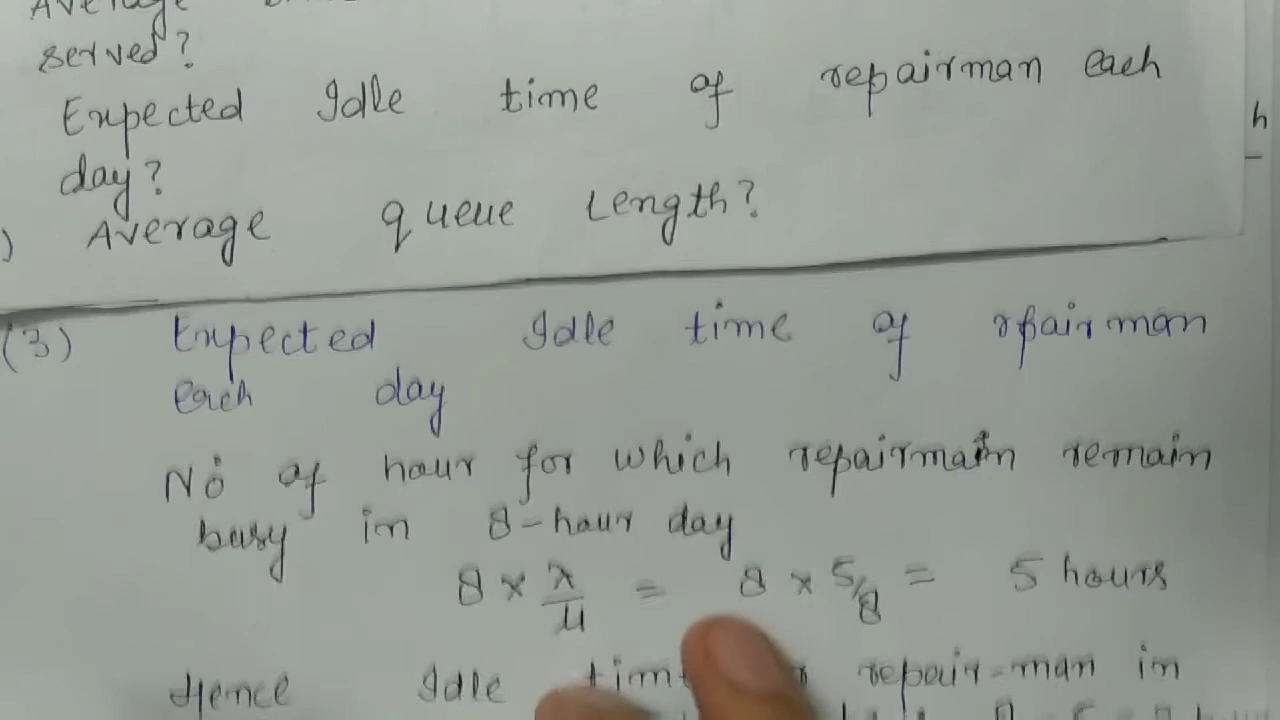 Average
served?
Expected Idle time of repairman each
day?
) Average queue Length?
h
(3) Expected Idle time of rpairman
each day
No of hour for which repairman remain
busy in 8-hour day
8 × λ/μ = 8 × 5/8 = 5 hours
Hence Idle time repair-man in